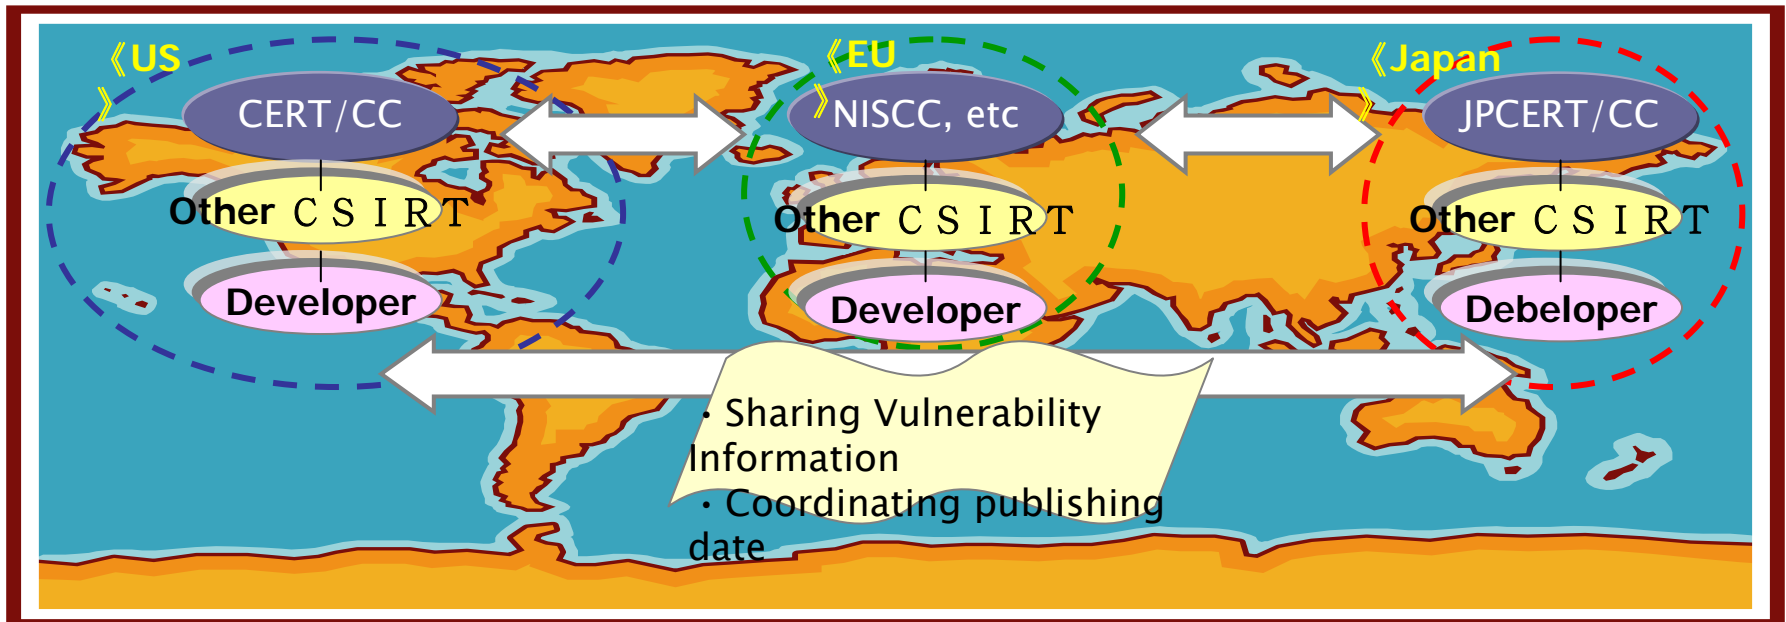 《US
》
CERT/CC
Other ＣＳＩＲＴ
Developer
《EU
》
NISCC, etc
Other ＣＳＩＲＴ
Developer
《Japan
》
JPCERT/CC
Other ＣＳＩＲＴ
Debeloper
・Sharing Vulnerability
Information
・Coordinating publishing
date